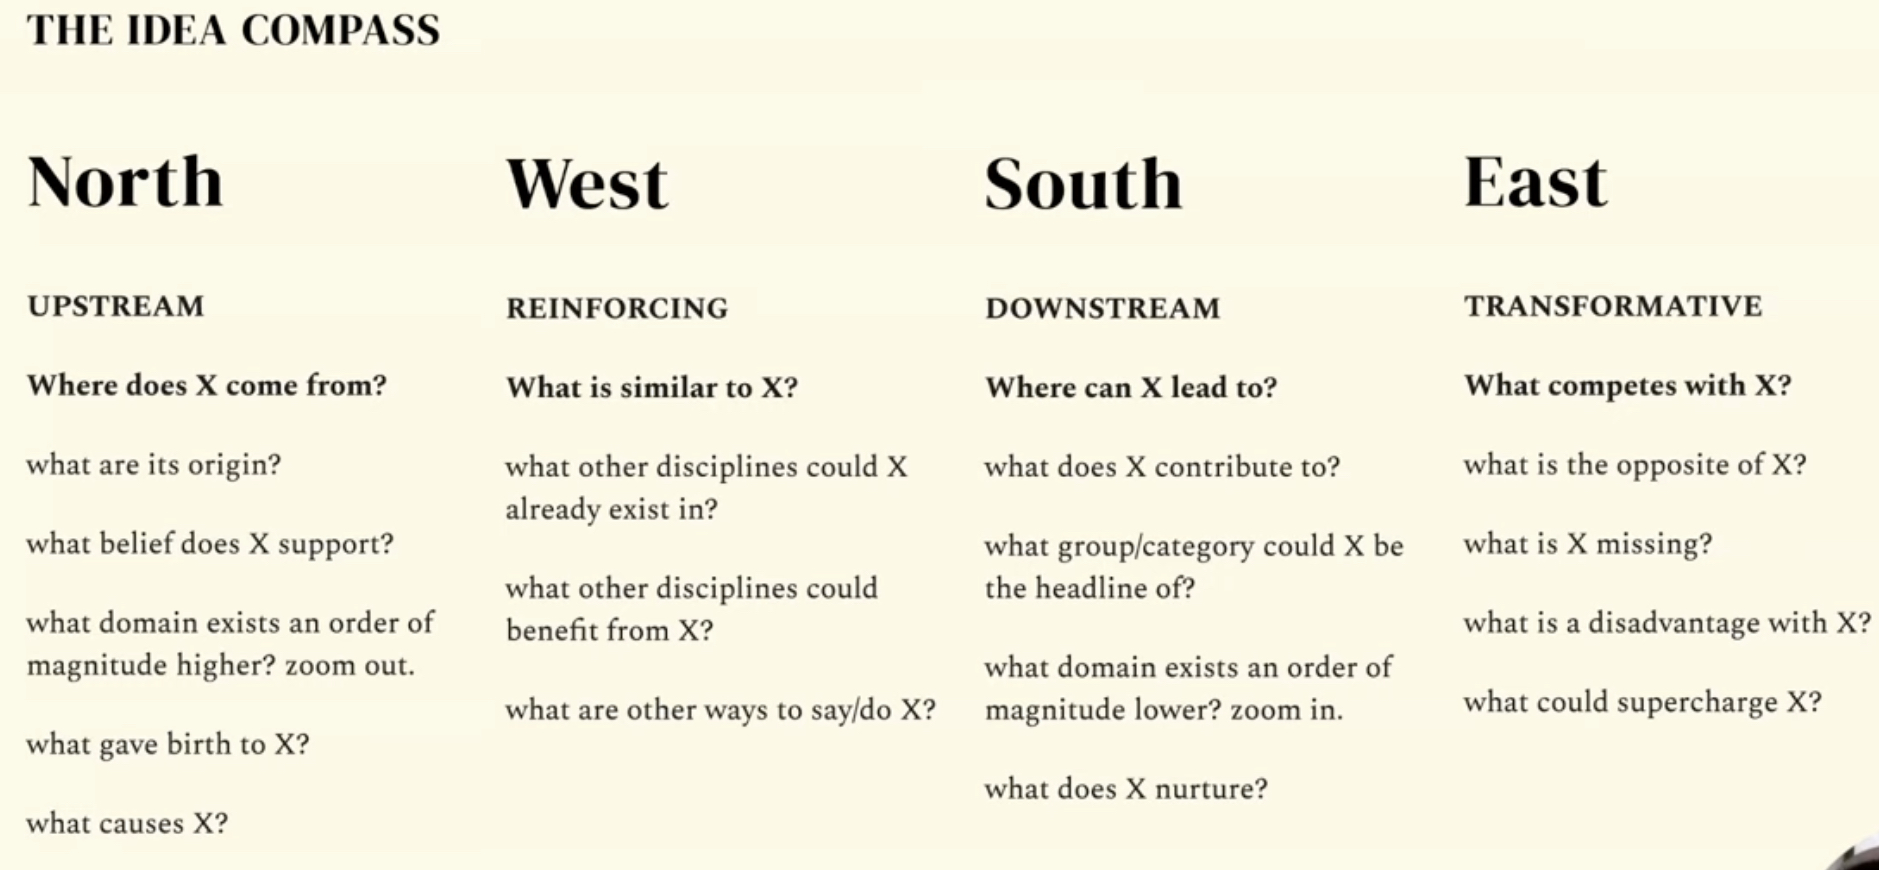 THE IDEA COMPASS
North
UPSTREAM
Where does X come from?
what are its origin?
what belief does X support?
what domain exists an order of
magnitude higher? zoom out.
what gave birth to X?
what causes X?
West
REINFORCING
What is similar to X?
what other disciplines could X
already exist in?
what other disciplines could
benefit from X?
what are other ways to say/do X?
South
DOWNSTREAM
Where can X lead to?
what does X contribute to?
what group/category could X be
the headline of?
what domain exists an order of
magnitude lower? zoom in.
what does X nurture?
East
TRANSFORMATIVE
What competes with X?
what is the opposite of X?
what is X missing?
what is a disadvantage with X?
what could supercharge X?